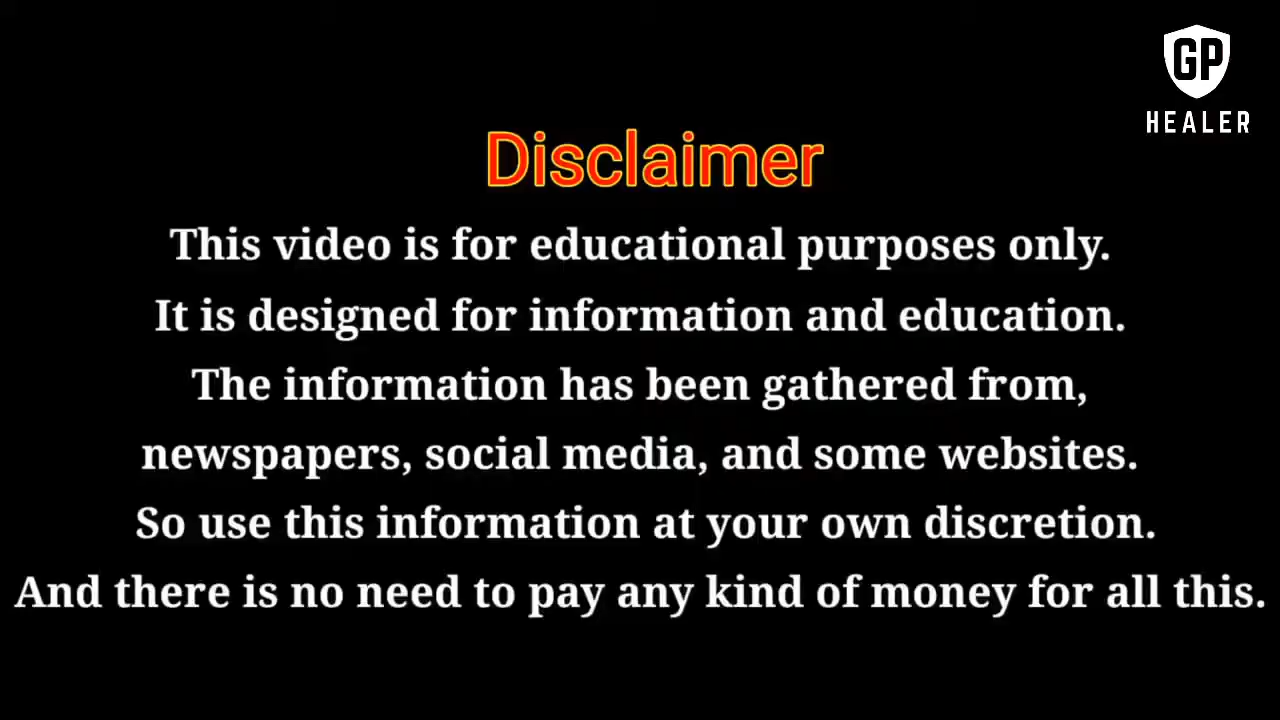 GP
HEALER
Disclaimer
This video is for educational purposes only.
It is designed for information and education.
The information has been gathered from,
newspapers, social media, and some websites.
So use this information at your own discretion.
And there is no need to pay any kind of money for all this.